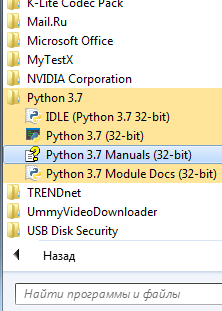 K-Lite Codec Pack
Mail.Ru
Microsoft Office
MyTestX
NVIDIA Corporation
Python 3.7
IDLE (Python 3.7 32-bit)
Python 3.7 (32-bit)
Python 3.7 Manuals (32-bit)
Python 3.7 Module Docs (32-bit)
TRENDnet
UmmyVideoDownloader
USB Disk Security
Назад
Найти программы и файлы